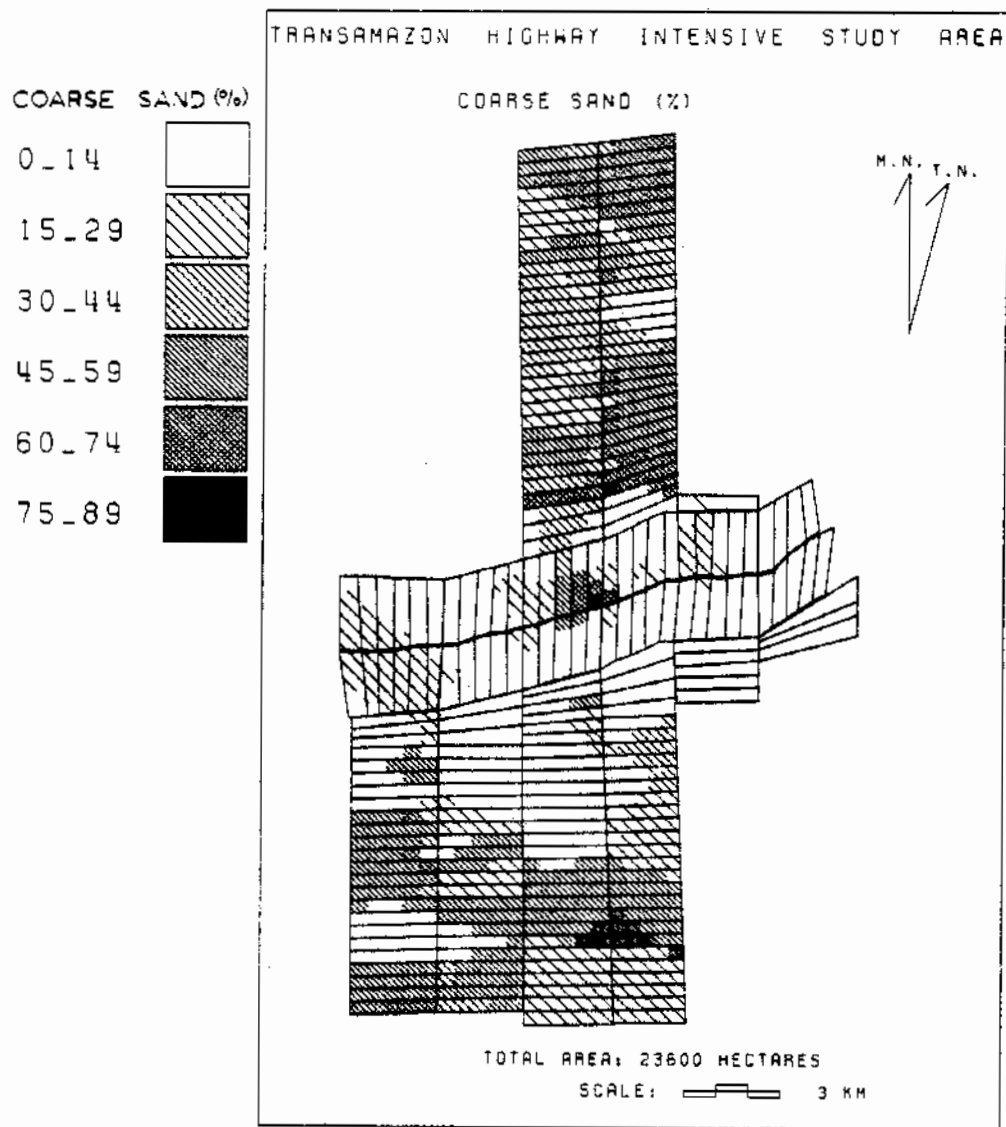 TRANSAMAZON HIGHWAY INTENSIVE STUDY AREA
COARSE SAND (%)
COARSE SAND (%)
0_14
15_29
30_44
45_59
60_74
75_89
M.N. T.N.
TOTAL AREA: 23600 HECTARES
SCALE: 3 KM